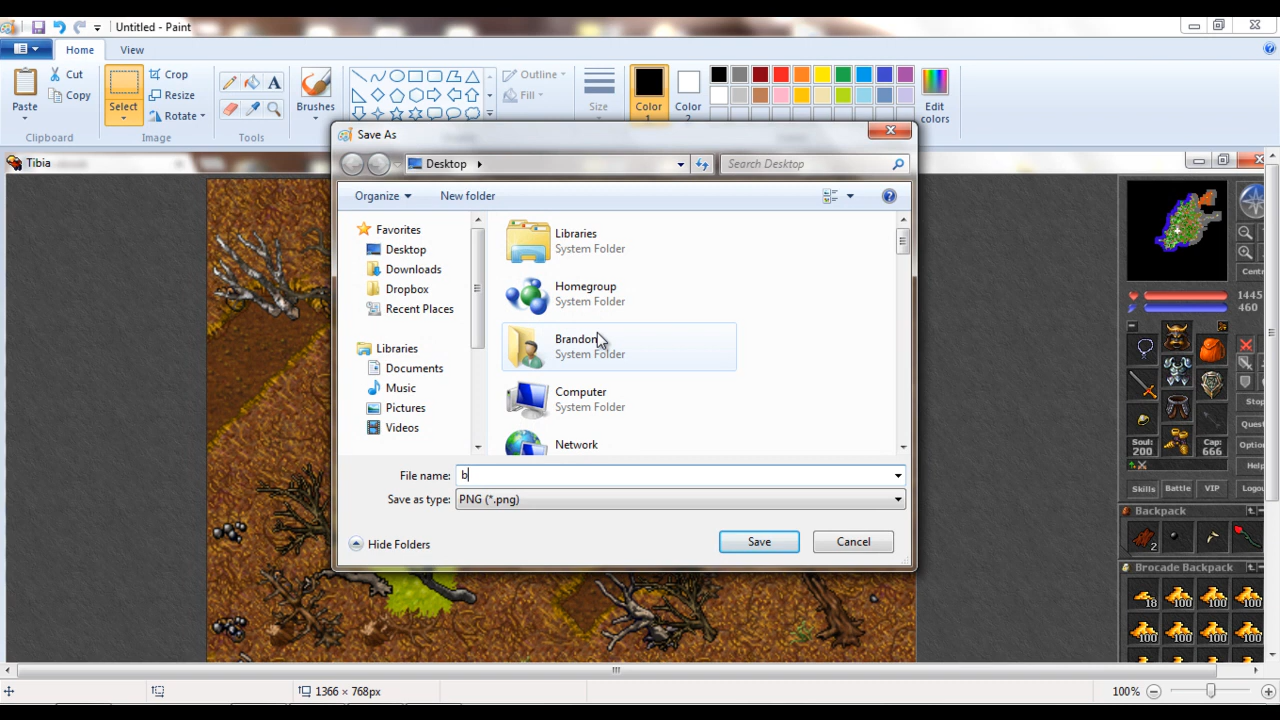 Untitled - Paint
Home
View
Cut
Copy
Paste
Clipboard
Select
Crop
Resize
Rotate
Image
Tools
Brushes
Outline
Fill
Size
Color 1
Color 2
Edit colors
Tibia
Save As
Desktop
Search Desktop
Organize
New folder
Favorites
Desktop
Downloads
Dropbox
Recent Places
Libraries
Documents
Music
Pictures
Videos
Libraries
System Folder
Homegroup
System Folder
Brandon
System Folder
Computer
System Folder
Network
File name: b
Save as type: PNG (*.png)
Hide Folders
Save
Cancel
Centr
1445
460
Stop
Quest
Soul:
200
Cap:
666
Optio
Help
Skills
Battle
VIP
Logou
Backpack
2
Brocade Backpack
18
100
100
100
100
100
100
100
1366 × 768px
100%